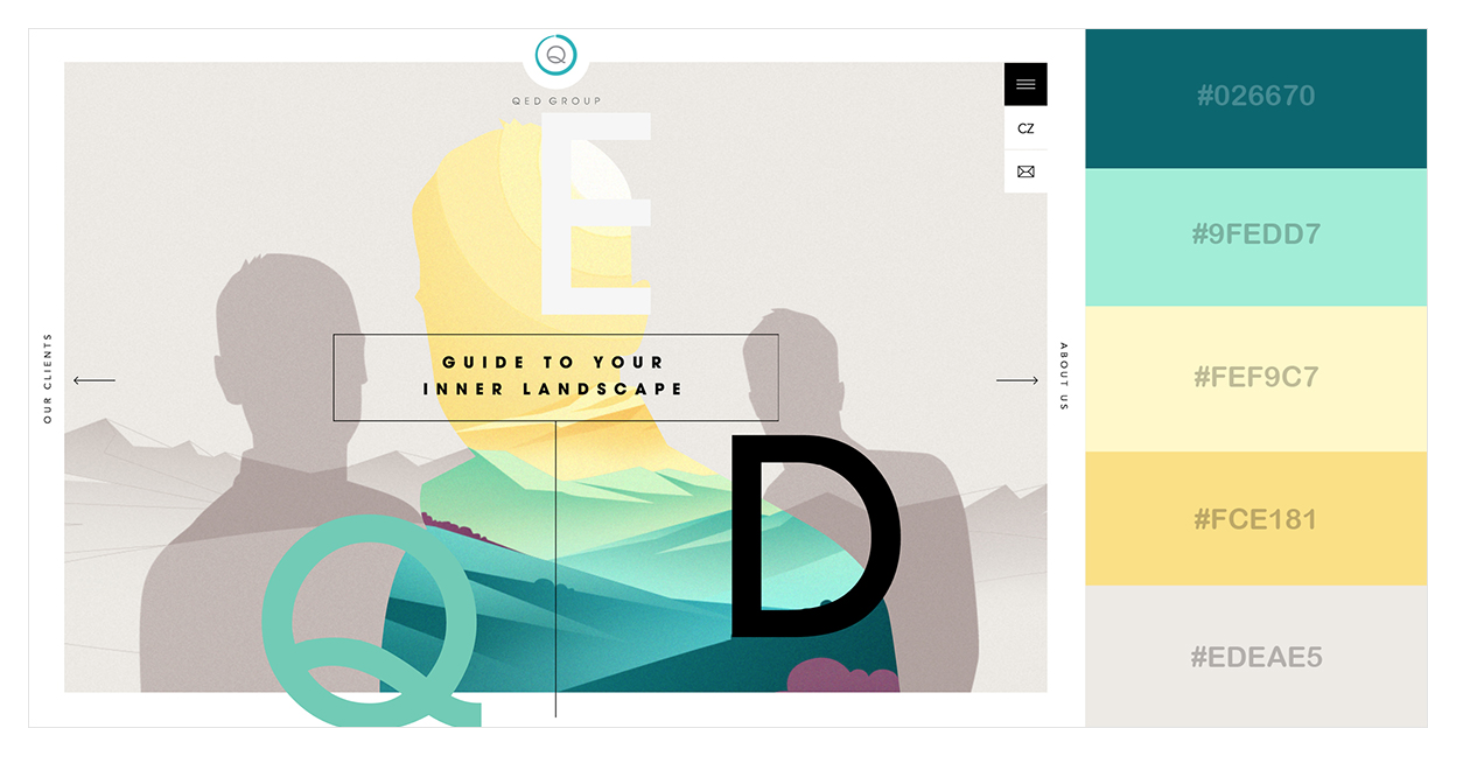 Q
QED GROUP
CZ
E
GUIDE TO YOUR
INNER LANDSCAPE
OUR CLIENTS
ABOUT US
D
Q
#026670
#9FEDD7
#FEF9C7
#FCE181
#EDEAE5